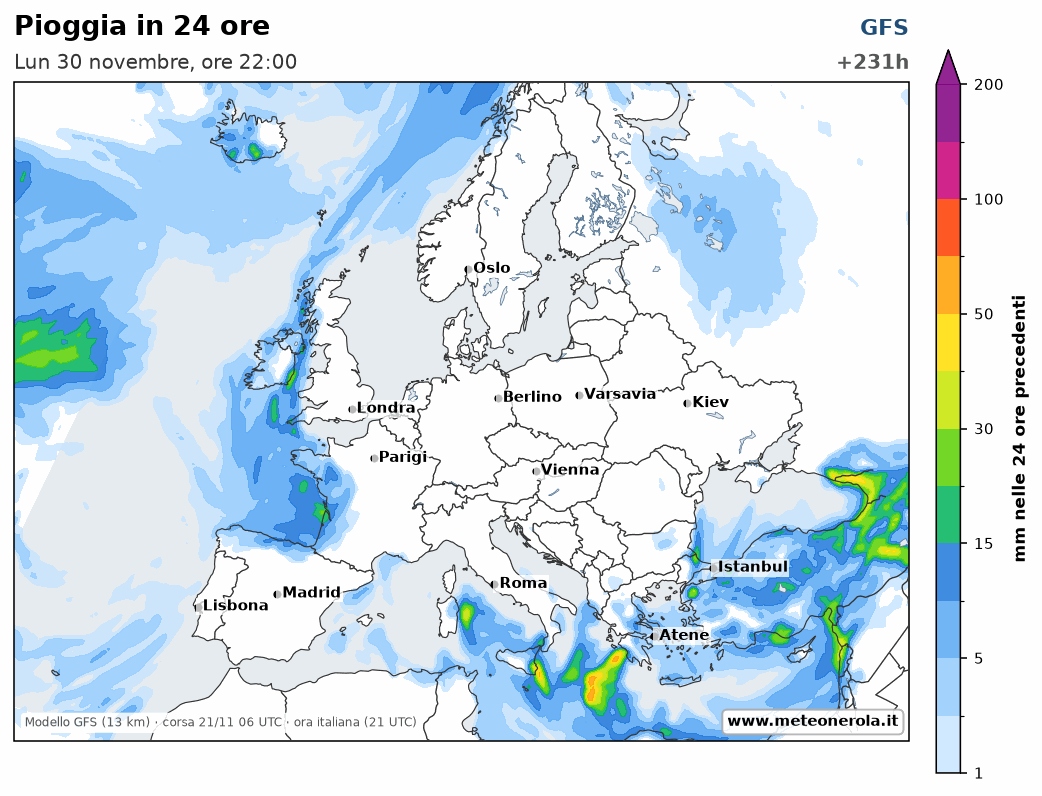 Pioggia in 24 ore
GFS
Lun 30 novembre, ore 22:00
+231h
200
100
50
30
15
5
1
mm nelle 24 ore precedenti
Oslo
Berlino
Varsavia
Kiev
Londra
Parigi
Vienna
Istanbul
Roma
Madrid
Lisbona
Atene
Modello GFS (13 km) · corsa 21/11 06 UTC · ora italiana (21 UTC)
www.meteonerola.it